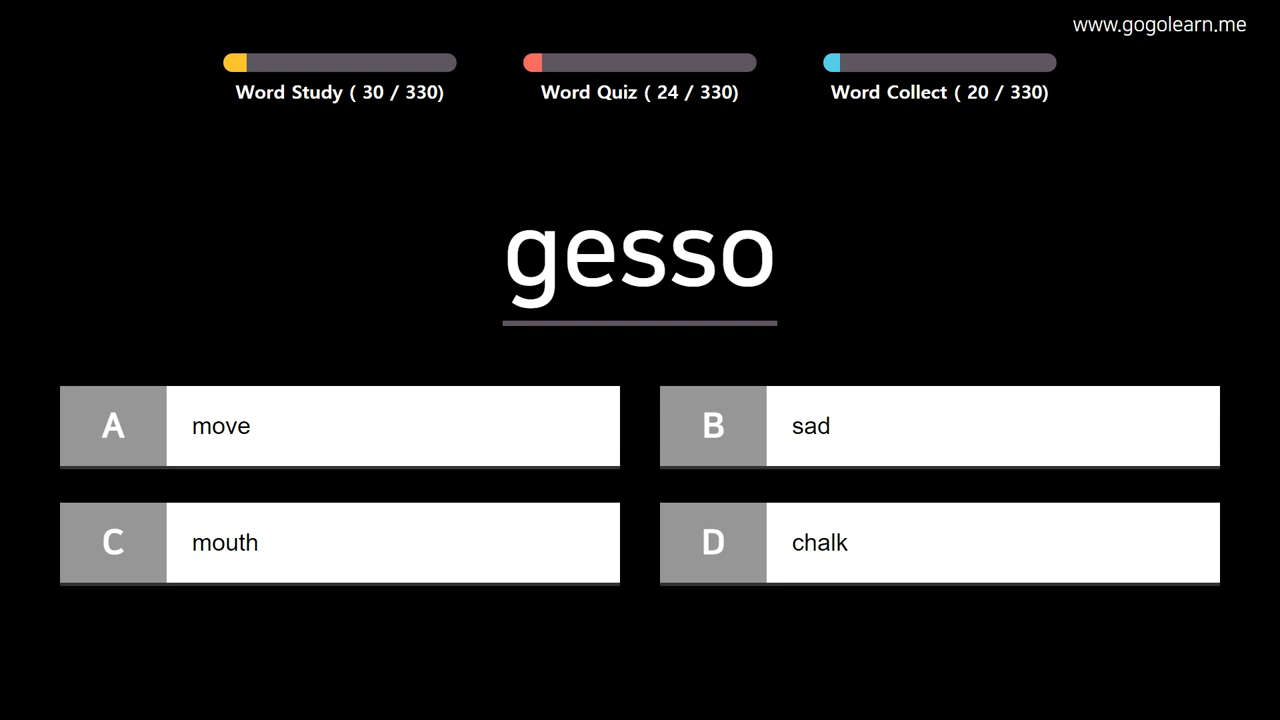 www.gogolearn.me
Word Study ( 30 / 330)
Word Quiz ( 24 / 330)
Word Collect ( 20 / 330)
gesso
A move
B sad
C mouth
D chalk